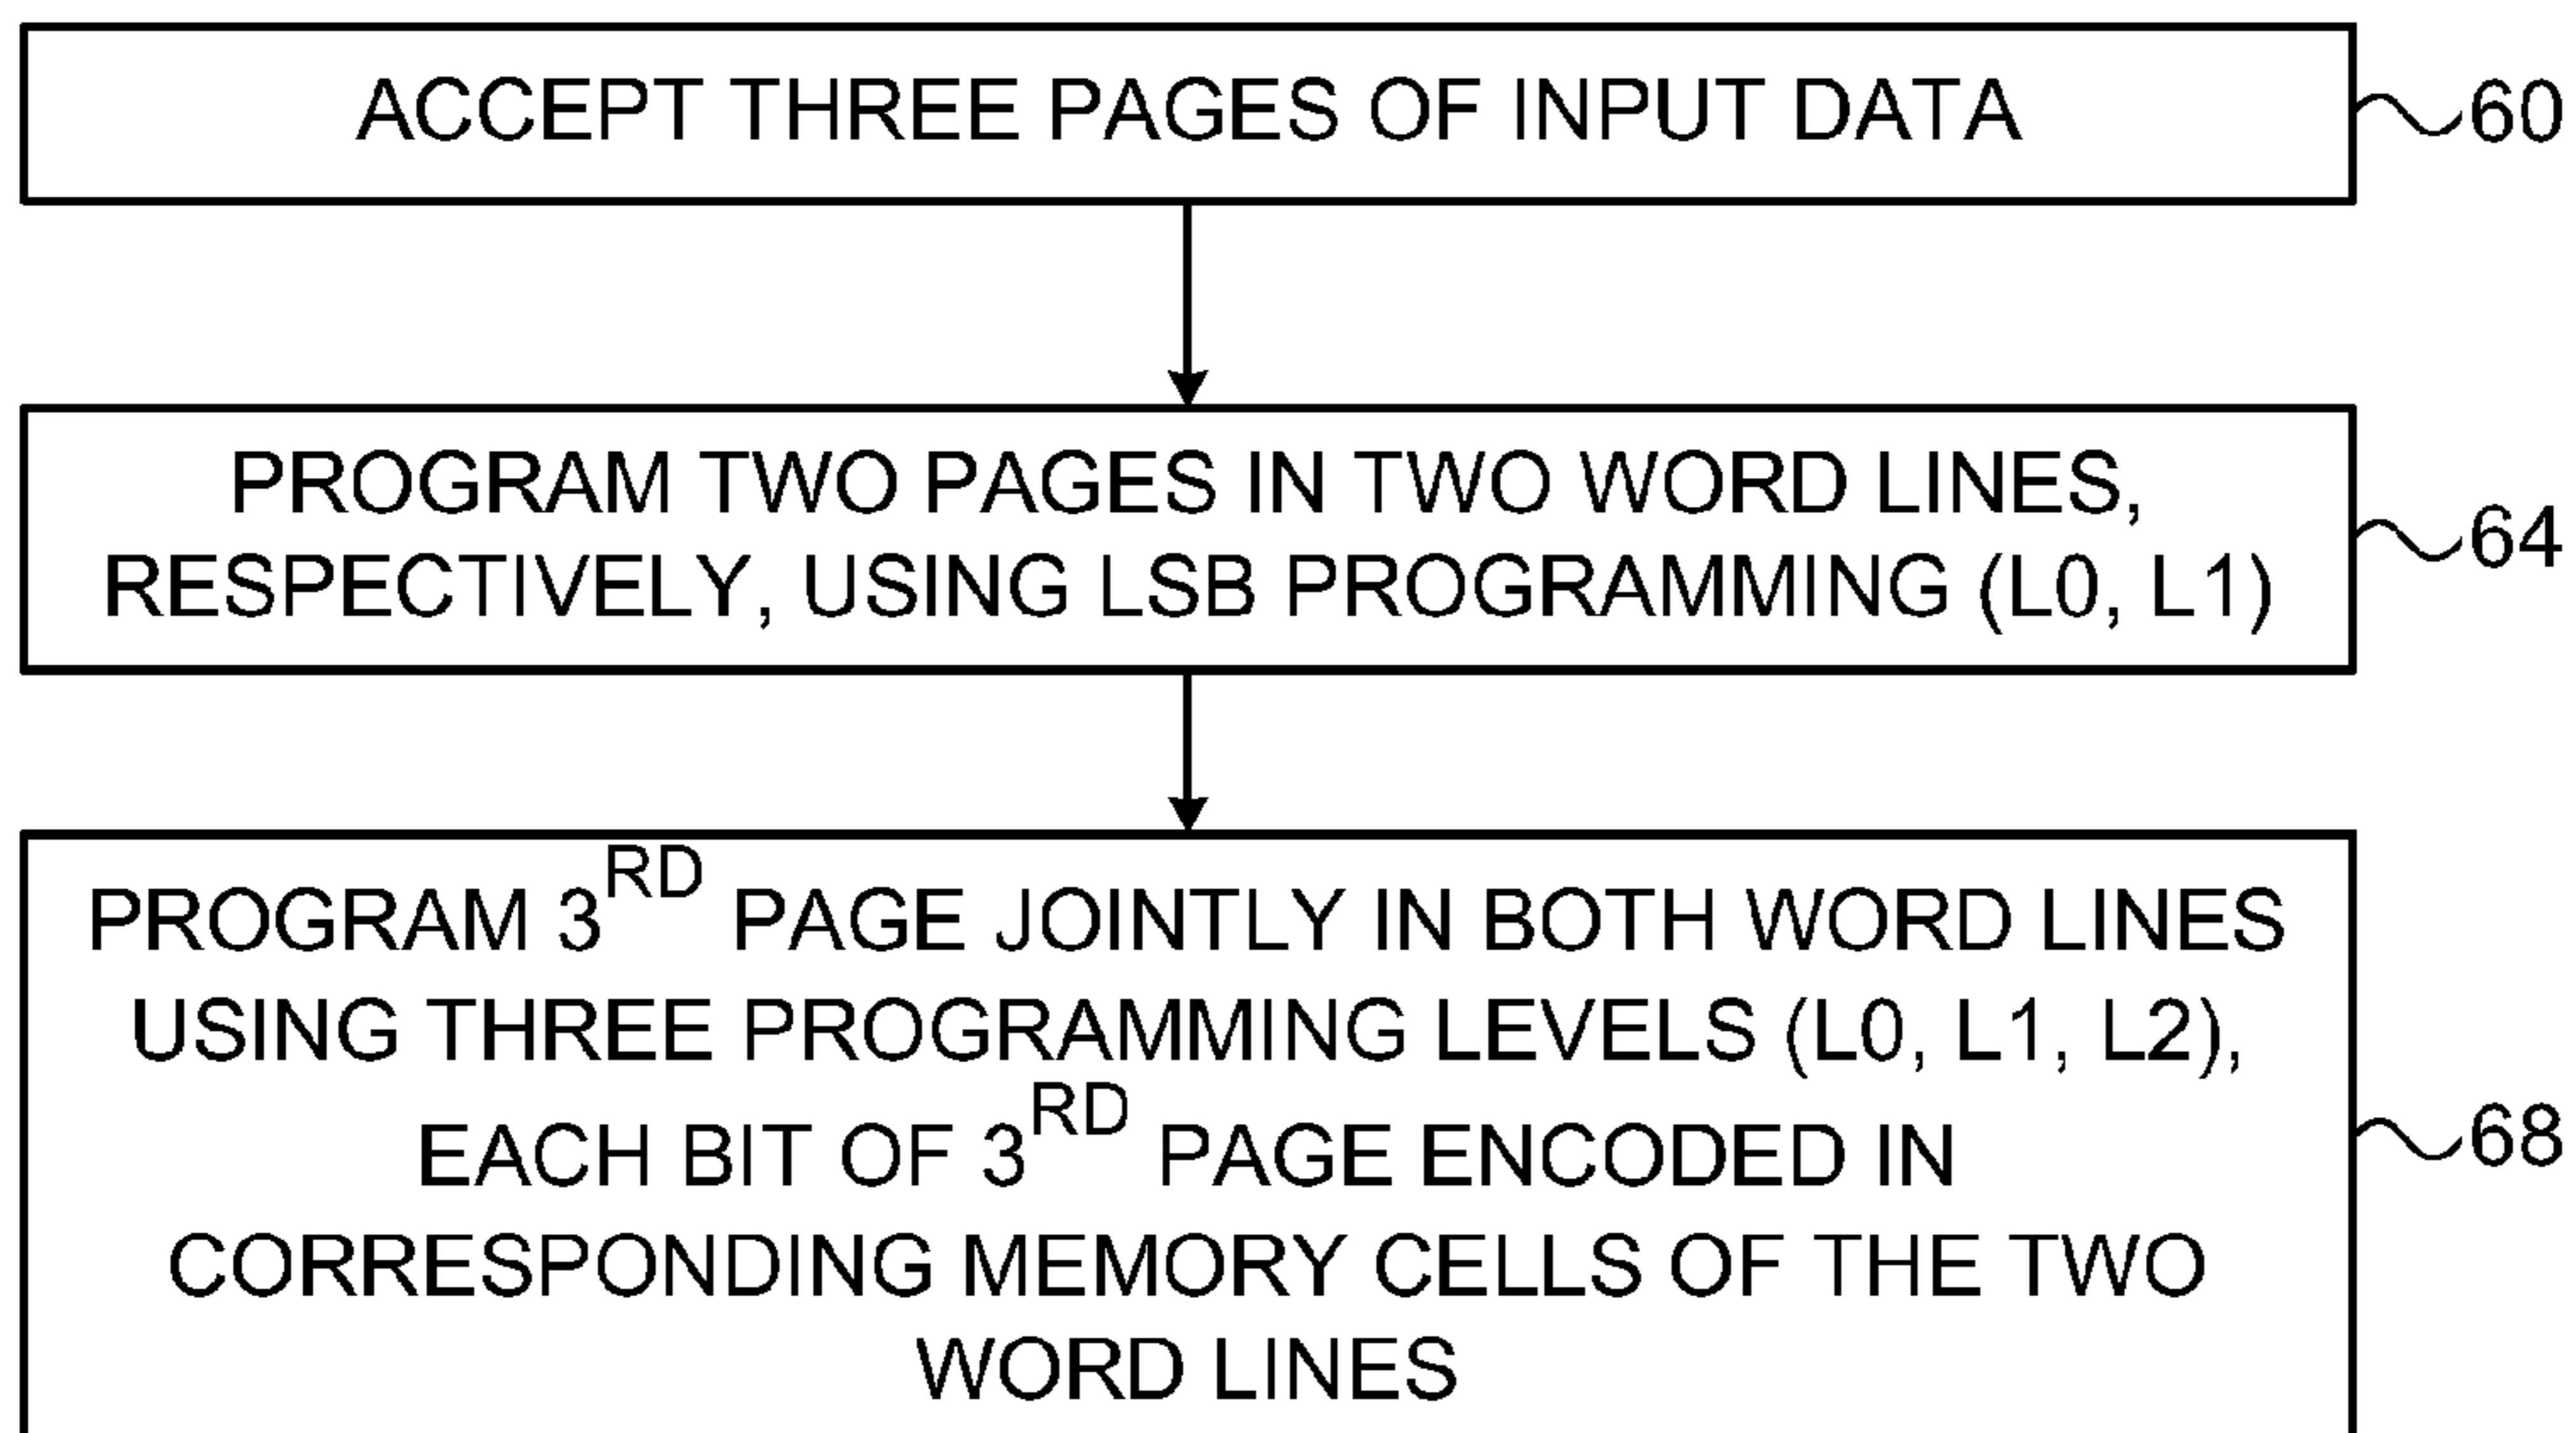 ACCEPT THREE PAGES OF INPUT DATA
60
PROGRAM TWO PAGES IN TWO WORD LINES,
RESPECTIVELY, USING LSB PROGRAMMING (L0, L1)
64
PROGRAM 3RD PAGE JOINTLY IN BOTH WORD LINES
USING THREE PROGRAMMING LEVELS (L0, L1, L2),
EACH BIT OF 3RD PAGE ENCODED IN
CORRESPONDING MEMORY CELLS OF THE TWO
WORD LINES
68